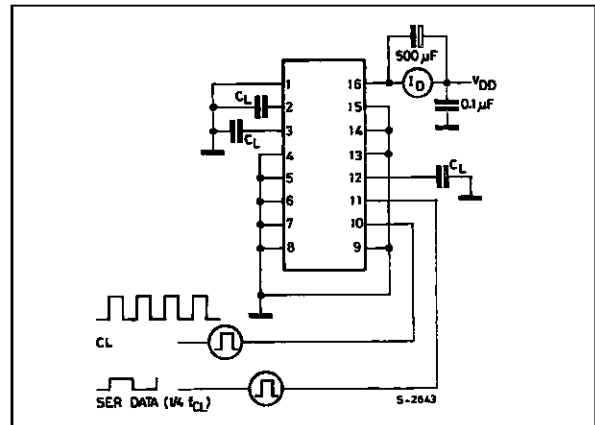 500 µF
16 I_D V_DD
1 15 0.1 µF
C_L 2 14
3 13
C_L
4 12 C_L
5 11
6 10
7
8 9
CL
SER DATA (1/4 f_CL)
S-2643